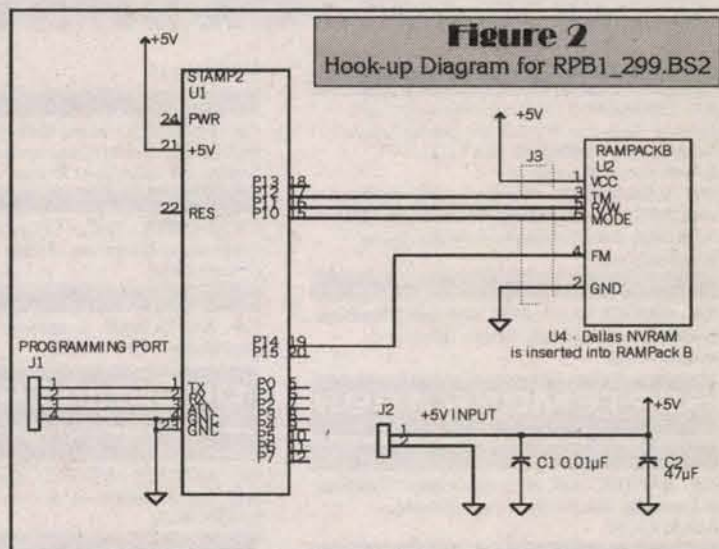 Figure 2
Hook-up Diagram for RPB1_299.BS2
+5V
STAMP2
U1
24 PWR
21 +5V
22 RES
P13 18
P12 17
P11 16
P10 15
P14 19
P15 20
+5V
J3
RAMPACKB
U2
1 VCC
3 TM
5 R/W
6 MODE
4 FM
2 GND
U4 - Dallas NVRAM
is inserted into RAMPack B
PROGRAMMING PORT
J1
1 1 TX
2 2 RX
3 3 ATN
4 4 GND
23 GND
P0 5
P1 6
P2 7
P3 8
P4 9
P5 10
P6 11
P7 12
J2
+5V INPUT
1
2
+5V
C1 0.01µF
C2
47µF